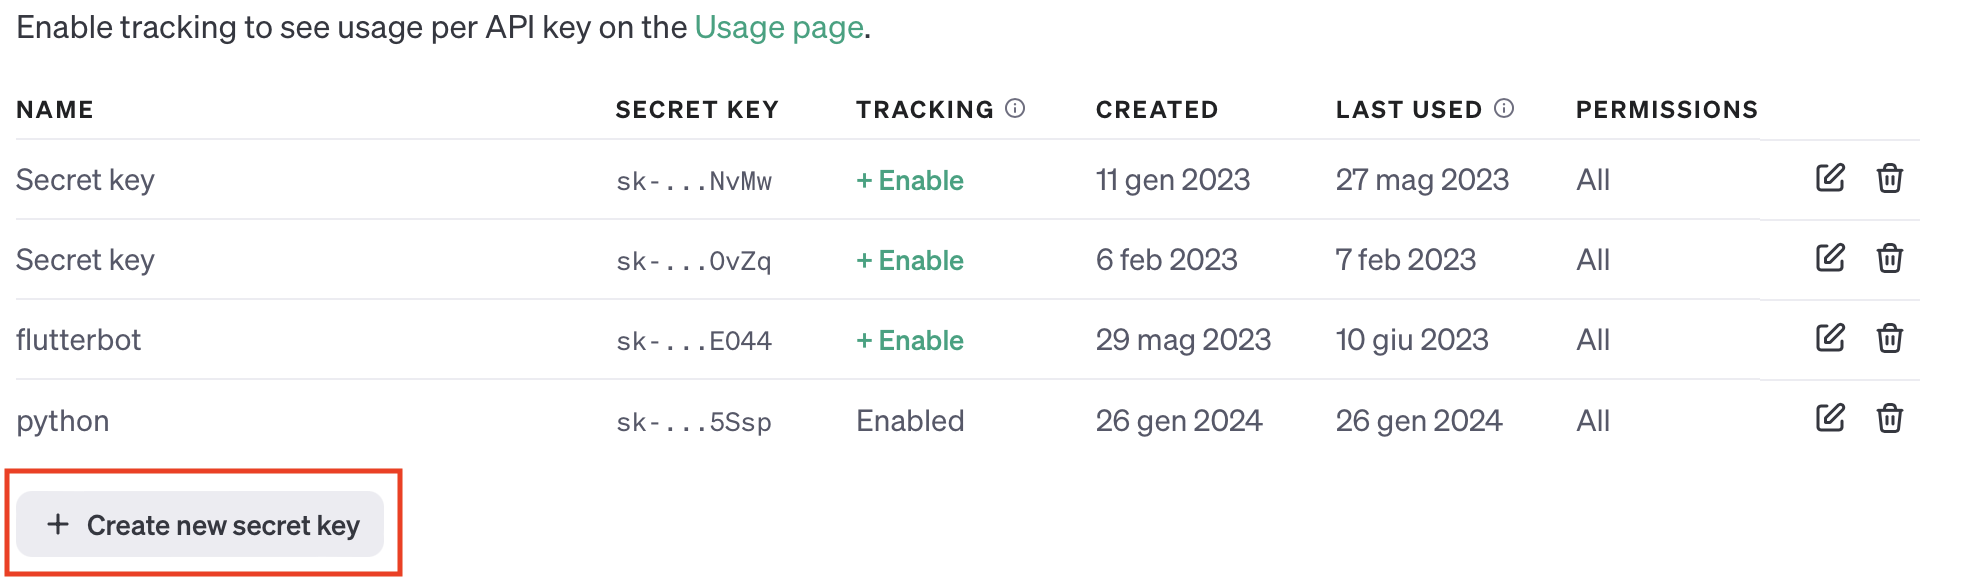 Enable tracking to see usage per API key on the Usage page.
NAME SECRET KEY TRACKING CREATED LAST USED PERMISSIONS
Secret key sk-...NvMw + Enable 11 gen 2023 27 mag 2023 All
Secret key sk-...0vZq + Enable 6 feb 2023 7 feb 2023 All
flutterbot sk-...E044 + Enable 29 mag 2023 10 giu 2023 All
python sk-...5Ssp Enabled 26 gen 2024 26 gen 2024 All
+ Create new secret key